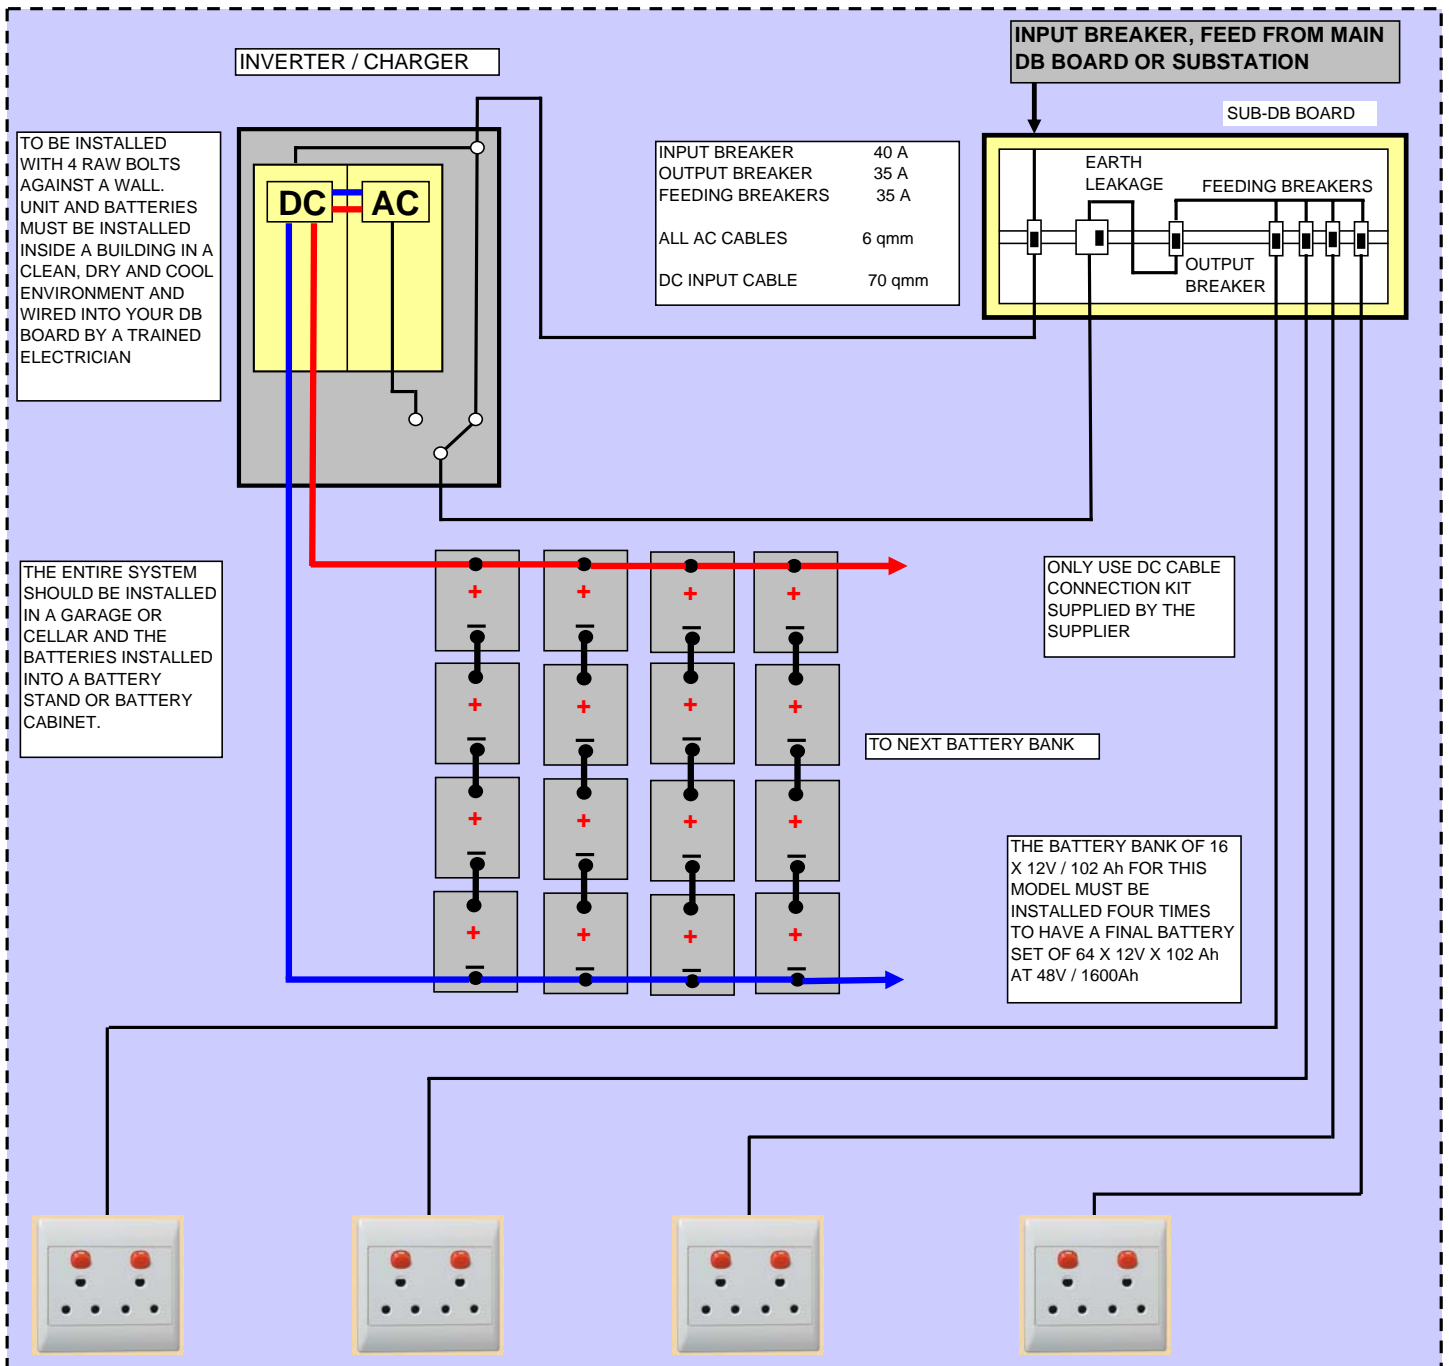 INPUT BREAKER, FEED FROM MAIN
DB BOARD OR SUBSTATION
INVERTER / CHARGER
SUB-DB BOARD
TO BE INSTALLED
WITH 4 RAW BOLTS
AGAINST A WALL.
UNIT AND BATTERIES
MUST BE INSTALLED
INSIDE A BUILDING IN A
CLEAN, DRY AND COOL
ENVIRONMENT AND
WIRED INTO YOUR DB
BOARD BY A TRAINED
ELECTRICIAN
DC
AC
INPUT BREAKER 40 A
OUTPUT BREAKER 35 A
FEEDING BREAKERS 35 A
ALL AC CABLES 6 qmm
DC INPUT CABLE 70 qmm
EARTH
LEAKAGE
FEEDING BREAKERS
OUTPUT
BREAKER
THE ENTIRE SYSTEM
SHOULD BE INSTALLED
IN A GARAGE OR
CELLAR AND THE
BATTERIES INSTALLED
INTO A BATTERY
STAND OR BATTERY
CABINET.
+ + + +
– – – –
+ + + +
– – – –
+ + + +
– – – –
+ + + +
– – – –
ONLY USE DC CABLE
CONNECTION KIT
SUPPLIED BY THE
SUPPLIER
TO NEXT BATTERY BANK
THE BATTERY BANK OF 16
X 12V / 102 Ah FOR THIS
MODEL MUST BE
INSTALLED FOUR TIMES
TO HAVE A FINAL BATTERY
SET OF 64 X 12V X 102 Ah
AT 48V / 1600Ah